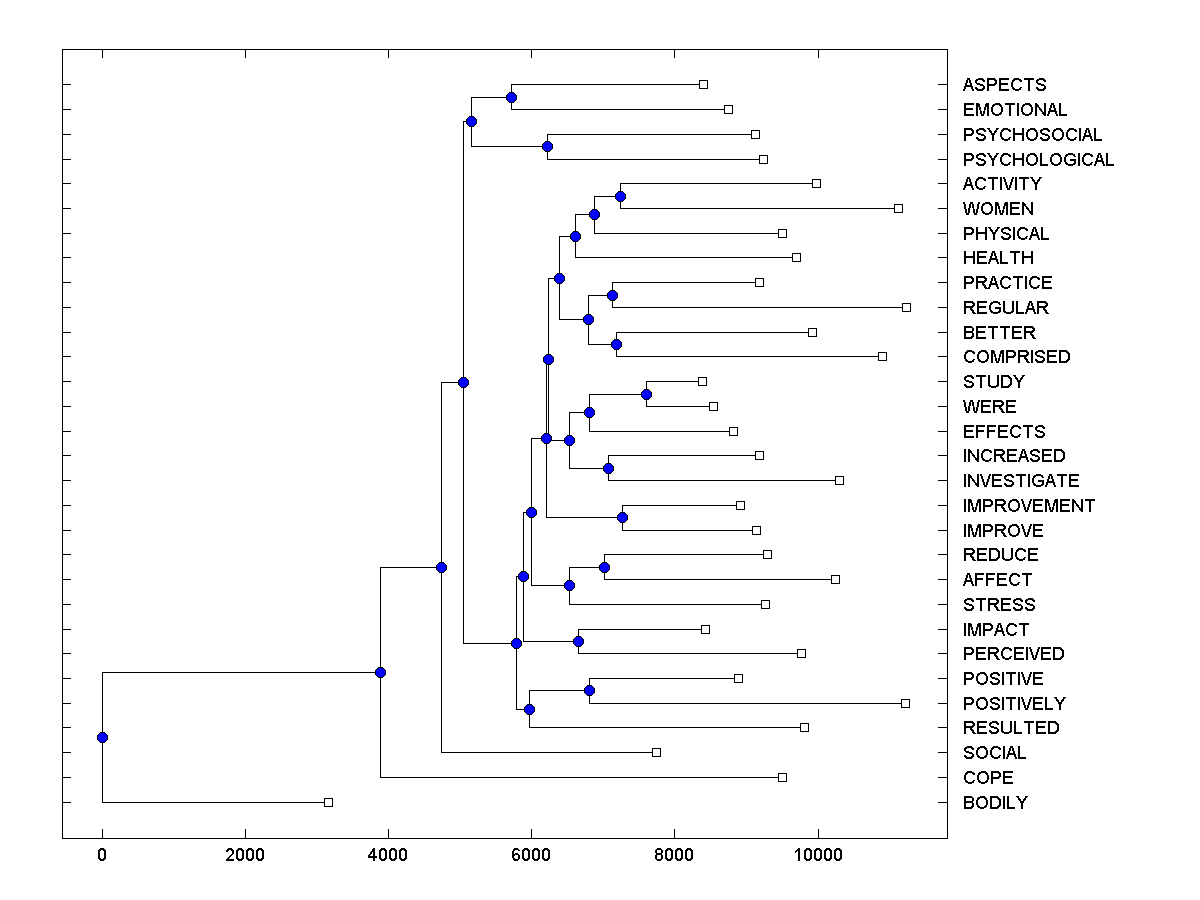 ASPECTS
EMOTIONAL
PSYCHOSOCIAL
PSYCHOLOGICAL
ACTIVITY
WOMEN
PHYSICAL
HEALTH
PRACTICE
REGULAR
BETTER
COMPRISED
STUDY
WERE
EFFECTS
INCREASED
INVESTIGATE
IMPROVEMENT
IMPROVE
REDUCE
AFFECT
STRESS
IMPACT
PERCEIVED
POSITIVE
POSITIVELY
RESULTED
SOCIAL
COPE
BODILY
0 2000 4000 6000 8000 10000